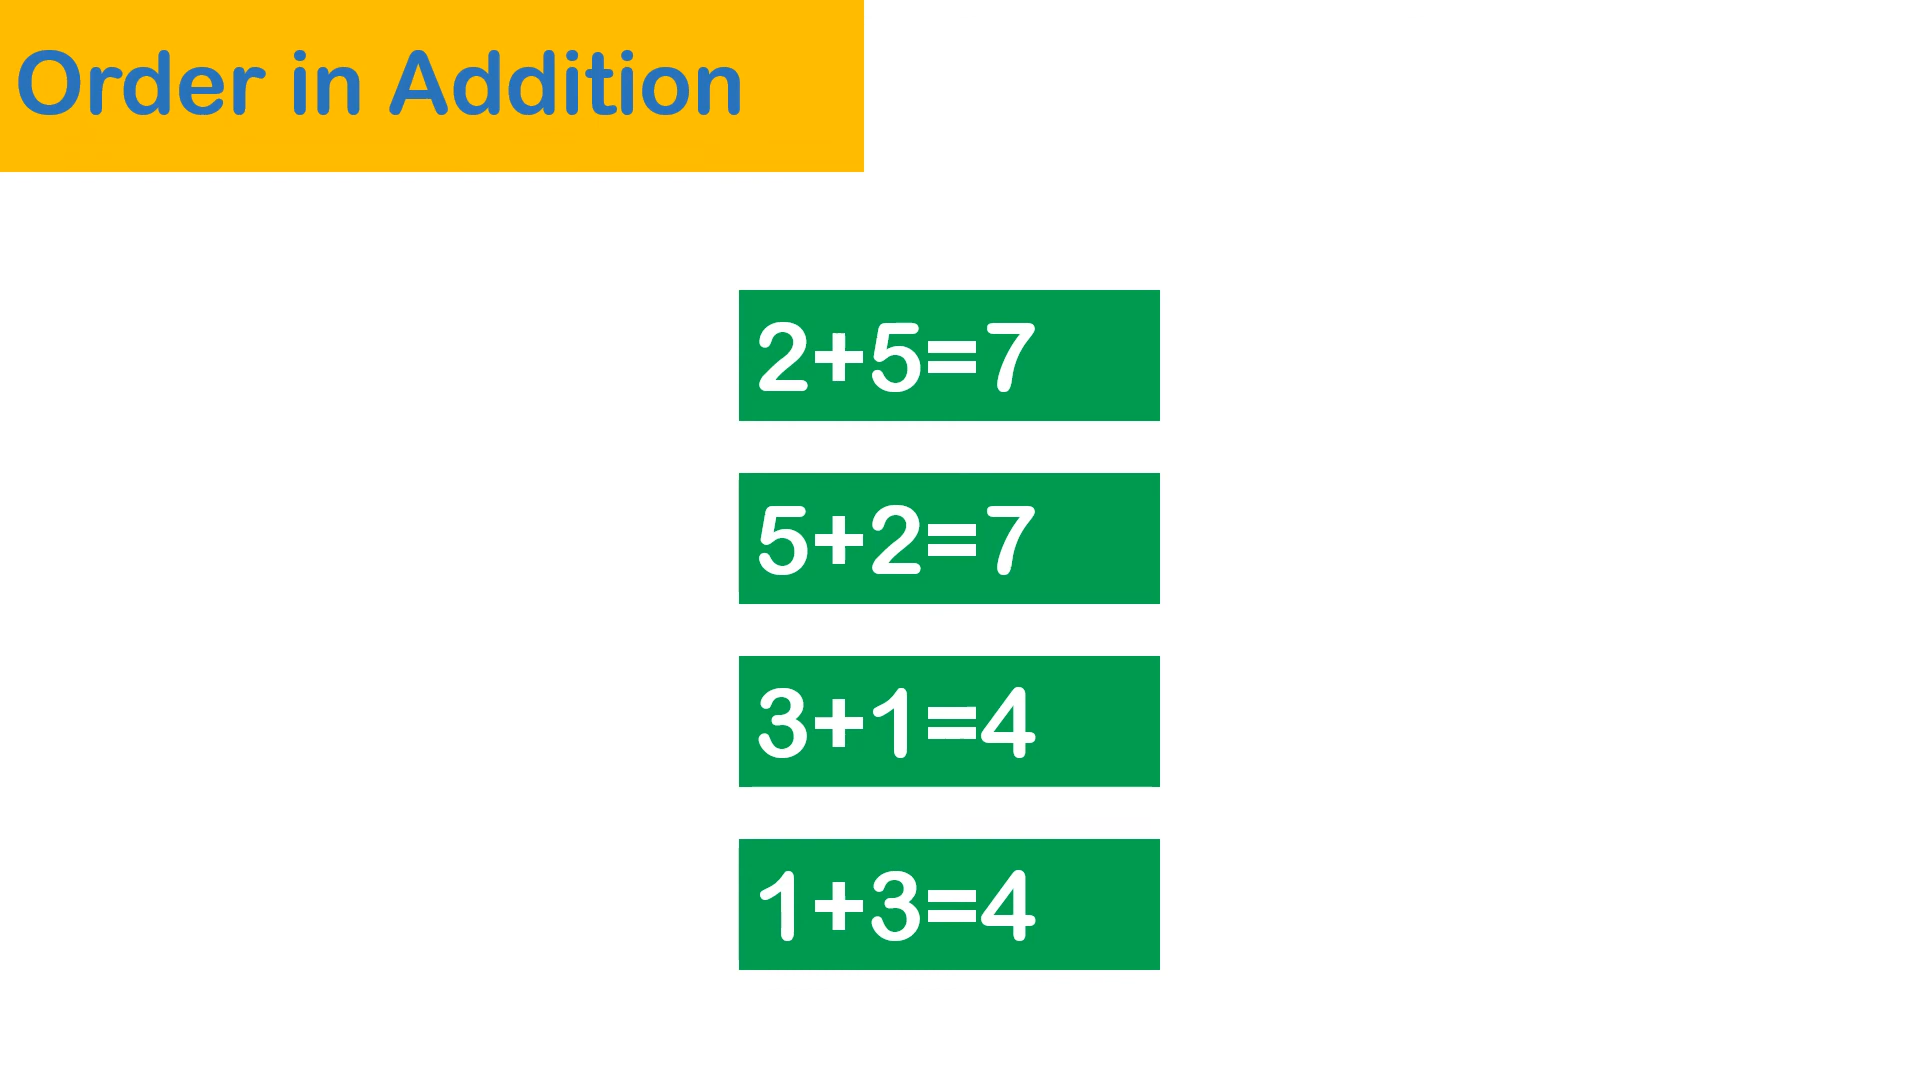 Order in Addition
2+5=7
5+2=7
3+1=4
1+3=4